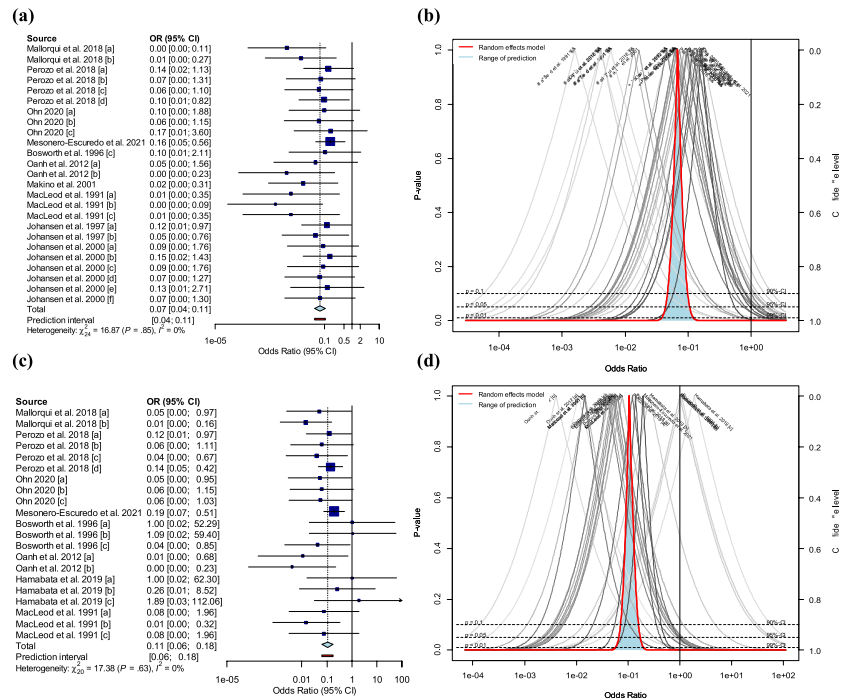 (a)
Source OR (95% CI)
Mallorqui et al. 2018 [a] 0.00 [0.00; 0.11]
Mallorqui et al. 2018 [b] 0.01 [0.00; 0.27]
Perozo et al. 2018 [a] 0.14 [0.02; 1.13]
Perozo et al. 2018 [b] 0.07 [0.00; 1.31]
Perozo et al. 2018 [c] 0.06 [0.00; 1.10]
Perozo et al. 2018 [d] 0.10 [0.01; 0.82]
Ohn 2020 [a] 0.10 [0.00; 1.88]
Ohn 2020 [b] 0.06 [0.00; 1.15]
Ohn 2020 [c] 0.17 [0.01; 3.60]
Mesonero-Escuredo et al. 2021 0.16 [0.05; 0.56]
Bosworth et al. 1996 [c] 0.10 [0.01; 2.11]
Oanh et al. 2012 [a] 0.05 [0.00; 1.56]
Oanh et al. 2012 [b] 0.00 [0.00; 0.23]
Makino et al. 2001 0.02 [0.00; 0.31]
MacLeod et al. 1991 [a] 0.01 [0.00; 0.35]
MacLeod et al. 1991 [b] 0.00 [0.00; 0.09]
MacLeod et al. 1991 [c] 0.01 [0.00; 0.35]
Johansen et al. 1997 [a] 0.12 [0.01; 0.97]
Johansen et al. 1997 [b] 0.05 [0.00; 0.76]
Johansen et al. 2000 [a] 0.09 [0.00; 1.76]
Johansen et al. 2000 [b] 0.15 [0.02; 1.43]
Johansen et al. 2000 [c] 0.09 [0.00; 1.76]
Johansen et al. 2000 [d] 0.07 [0.00; 1.27]
Johansen et al. 2000 [e] 0.13 [0.01; 2.71]
Johansen et al. 2000 [f] 0.07 [0.00; 1.30]
Total 0.07 [0.04; 0.11]
Prediction interval [0.04; 0.11]
Heterogeneity: χ²24 = 16.87 (P = .85), I² = 0%
1e-05 0.1 0.5 1 2 10
Odds Ratio (95% CI)
(b)
Random effects model
Range of prediction
P-value
1.0
0.8
0.6
0.4
0.2
0.0
0.0
0.2
0.4
0.6
0.8
1.0
p = 0.1 90%-CI
p = 0.05 95%-CI
p = 0.01
1e-04 1e-03 1e-02 1e-01 1e+00
Odds Ratio
(c)
Source OR (95% CI)
Mallorqui et al. 2018 [a] 0.05 [0.00; 0.97]
Mallorqui et al. 2018 [b] 0.01 [0.00; 0.16]
Perozo et al. 2018 [a] 0.12 [0.01; 0.97]
Perozo et al. 2018 [b] 0.06 [0.00; 1.11]
Perozo et al. 2018 [c] 0.04 [0.00; 0.67]
Perozo et al. 2018 [d] 0.14 [0.05; 0.42]
Ohn 2020 [a] 0.05 [0.00; 0.95]
Ohn 2020 [b] 0.06 [0.00; 1.15]
Ohn 2020 [c] 0.06 [0.00; 1.03]
Mesonero-Escuredo et al. 2021 0.19 [0.07; 0.51]
Bosworth et al. 1996 [a] 1.00 [0.02; 52.29]
Bosworth et al. 1996 [b] 1.09 [0.02; 59.40]
Bosworth et al. 1996 [c] 0.04 [0.00; 0.85]
Oanh et al. 2012 [a] 0.01 [0.00; 0.68]
Oanh et al. 2012 [b] 0.00 [0.00; 0.23]
Hamabata et al. 2019 [a] 1.00 [0.02; 62.30]
Hamabata et al. 2019 [b] 0.26 [0.01; 8.52]
Hamabata et al. 2019 [c] 1.89 [0.03; 112.06]
MacLeod et al. 1991 [a] 0.08 [0.00; 1.96]
MacLeod et al. 1991 [b] 0.01 [0.00; 0.32]
MacLeod et al. 1991 [c] 0.08 [0.00; 1.96]
Total 0.11 [0.06; 0.18]
Prediction interval [0.06; 0.18]
Heterogeneity: χ²20 = 17.38 (P = .63), I² = 0%
1e-05 0.01 0.1 1 10 100
Odds Ratio (95% CI)
(d)
Random effects model
Range of prediction
P-value
1.0
0.8
0.6
0.4
0.2
0.0
0.0
0.2
0.4
0.6
0.8
1.0
p = 0.1 90%-CI
p = 0.05 95%-CI
p = 0.01
1e-04 1e-03 1e-02 1e-01 1e+00 1e+01 1e+02
Odds Ratio